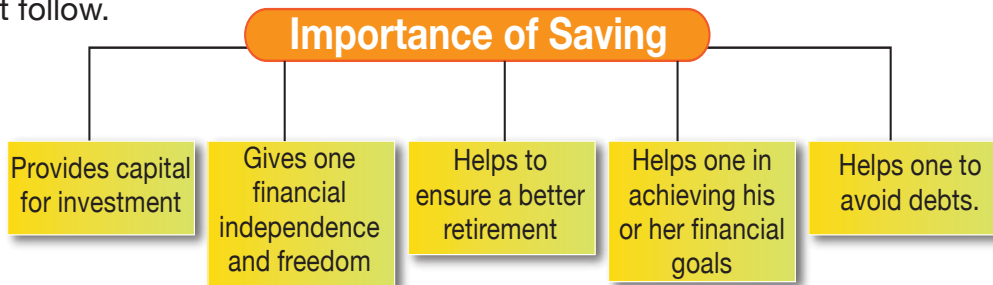 t follow.
Importance of Saving
Provides capital
for investment
Gives one
financial
independence
and freedom
Helps to
ensure a better
retirement
Helps one in
achieving his
or her financial
goals
Helps one to
avoid debts.